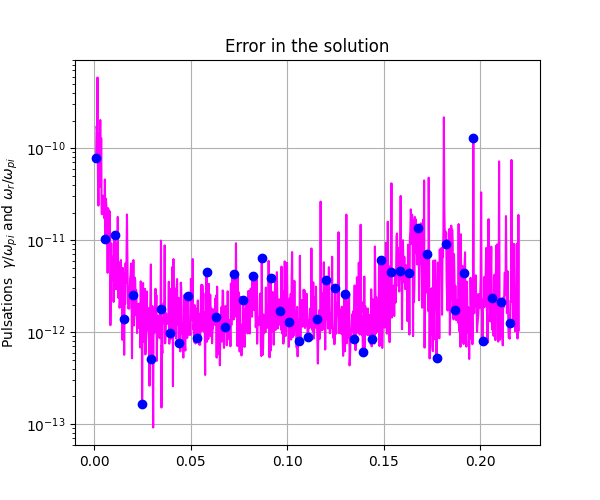 Error in the solution
Pulsations γ/ω_pi and ω_r/ω_pi
10⁻¹⁰
10⁻¹¹
10⁻¹²
10⁻¹³
0.00 0.05 0.10 0.15 0.20